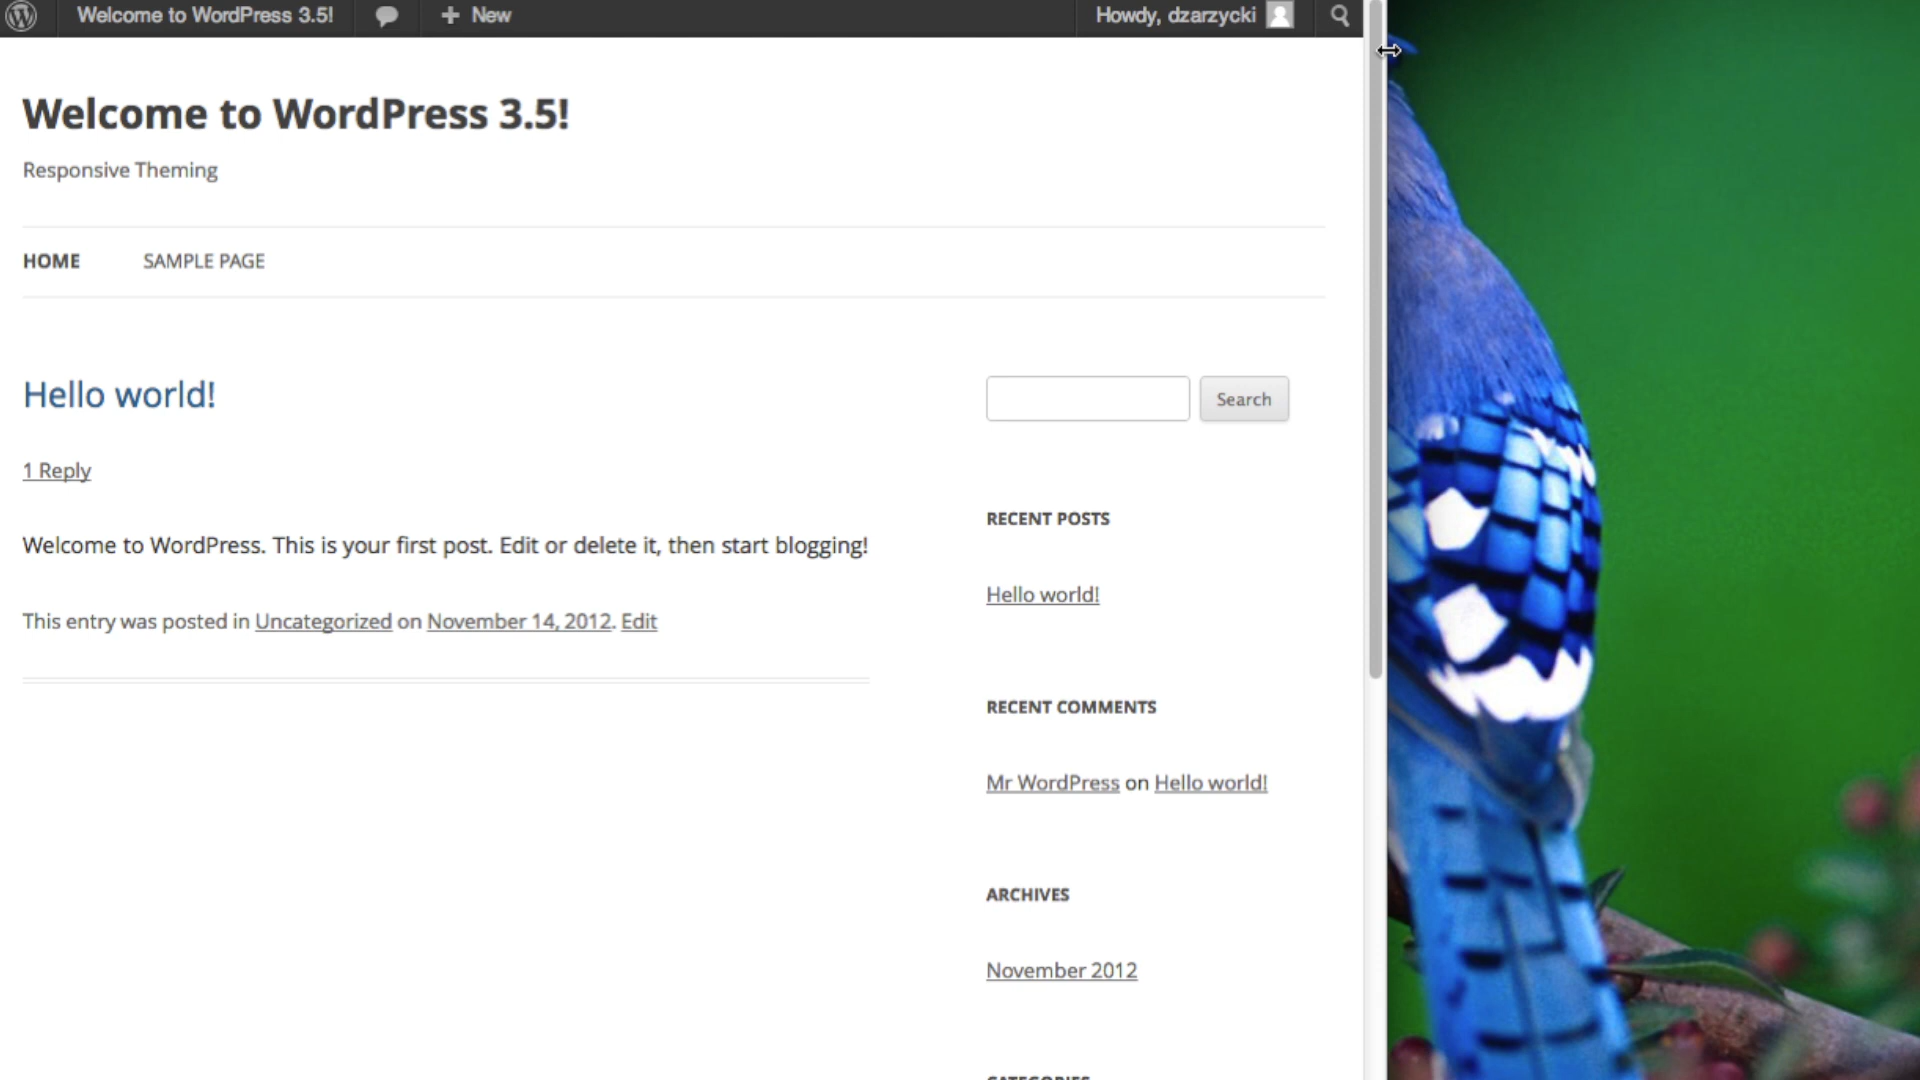 Welcome to WordPress 3.5!
New
Howdy, dzarzycki
Welcome to WordPress 3.5!
Responsive Theming
HOME SAMPLE PAGE
Hello world!
1 Reply
Welcome to WordPress. This is your first post. Edit or delete it, then start blogging!
This entry was posted in Uncategorized on November 14, 2012. Edit
Search
RECENT POSTS
Hello world!
RECENT COMMENTS
Mr WordPress on Hello world!
ARCHIVES
November 2012
CATEGORIES